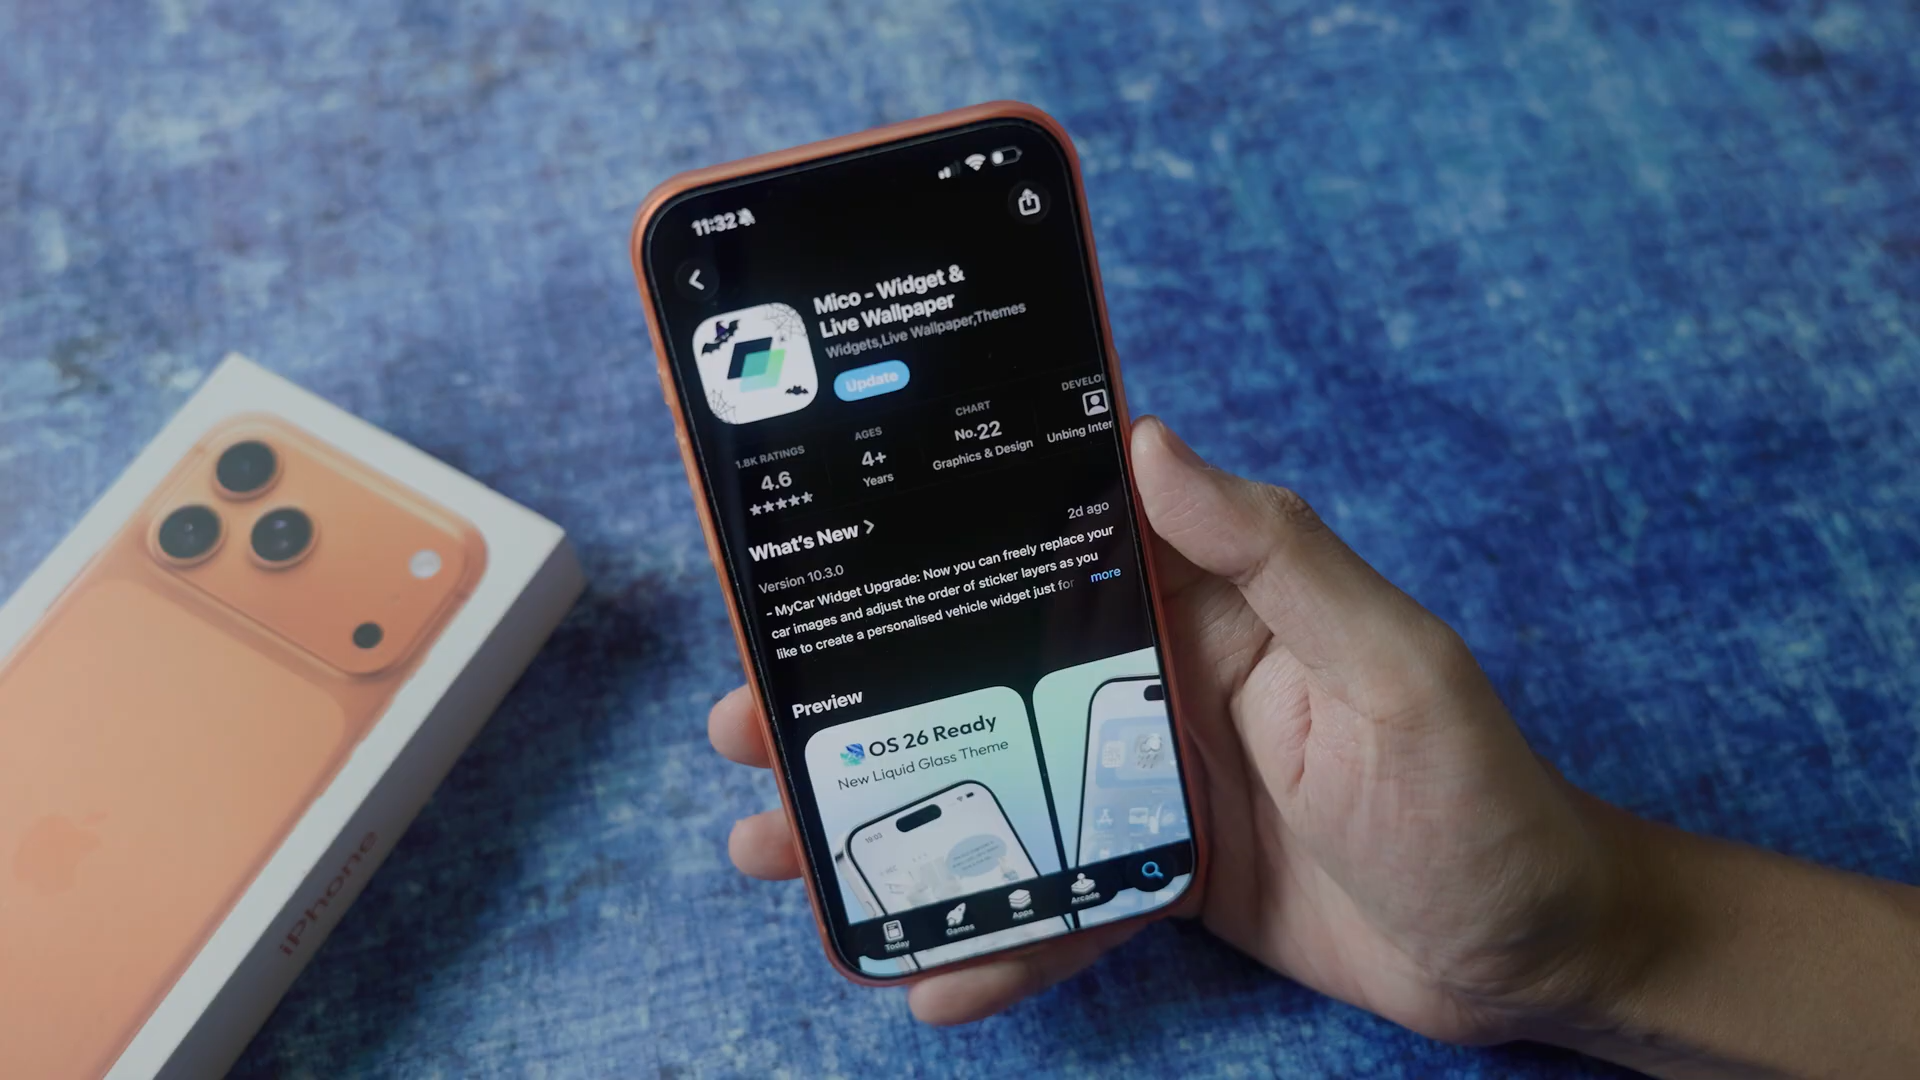 11:32
Mico - Widget &
Live Wallpaper
Widgets,Live Wallpaper,Themes
Update
1.8K RATINGS
4.6
AGES
4+
Years
CHART
No.22
Graphics & Design
DEVELO
Unbing Inter
What's New
2d ago
Version 10.3.0
- MyCar Widget Upgrade: Now you can freely replace your
car images and adjust the order of sticker layers as you
like to create a personalised vehicle widget just for
more
Preview
OS 26 Ready
New Liquid Glass Theme
10:03
Today
Games
Apps
Arcade
iPhone